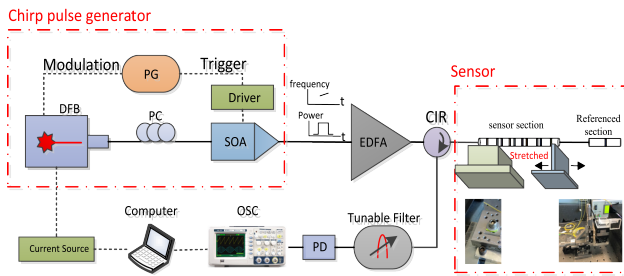 Chirp pulse generator
Modulation
PG
Trigger
DFB
PC
Driver
SOA
frequency
t
Power
t
EDFA
CIR
Sensor
sensor section
Referenced
section
Stretched
Current Source
Computer
OSC
PD
Tunable Filter